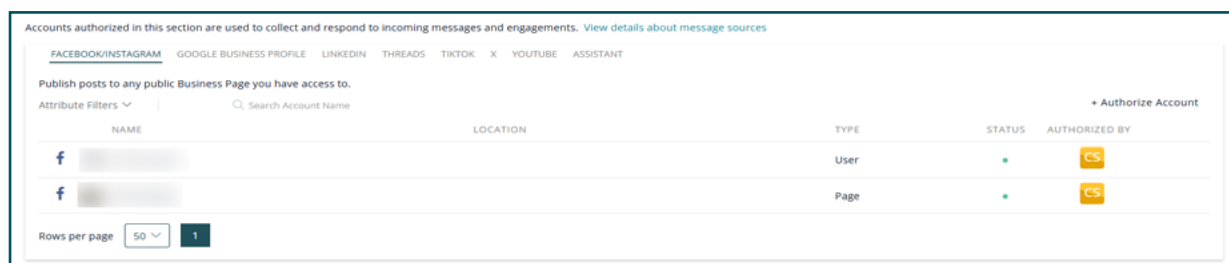 Accounts authorized in this section are used to collect and respond to incoming messages and engagements. View details about message sources
FACEBOOK/INSTAGRAM GOOGLE BUSINESS PROFILE LINKEDIN THREADS TIKTOK X YOUTUBE ASSISTANT
Publish posts to any public Business Page you have access to.
Attribute Filters Search Account Name + Authorize Account
NAME LOCATION TYPE STATUS AUTHORIZED BY
f User CS
f Page CS
Rows per page 50 1